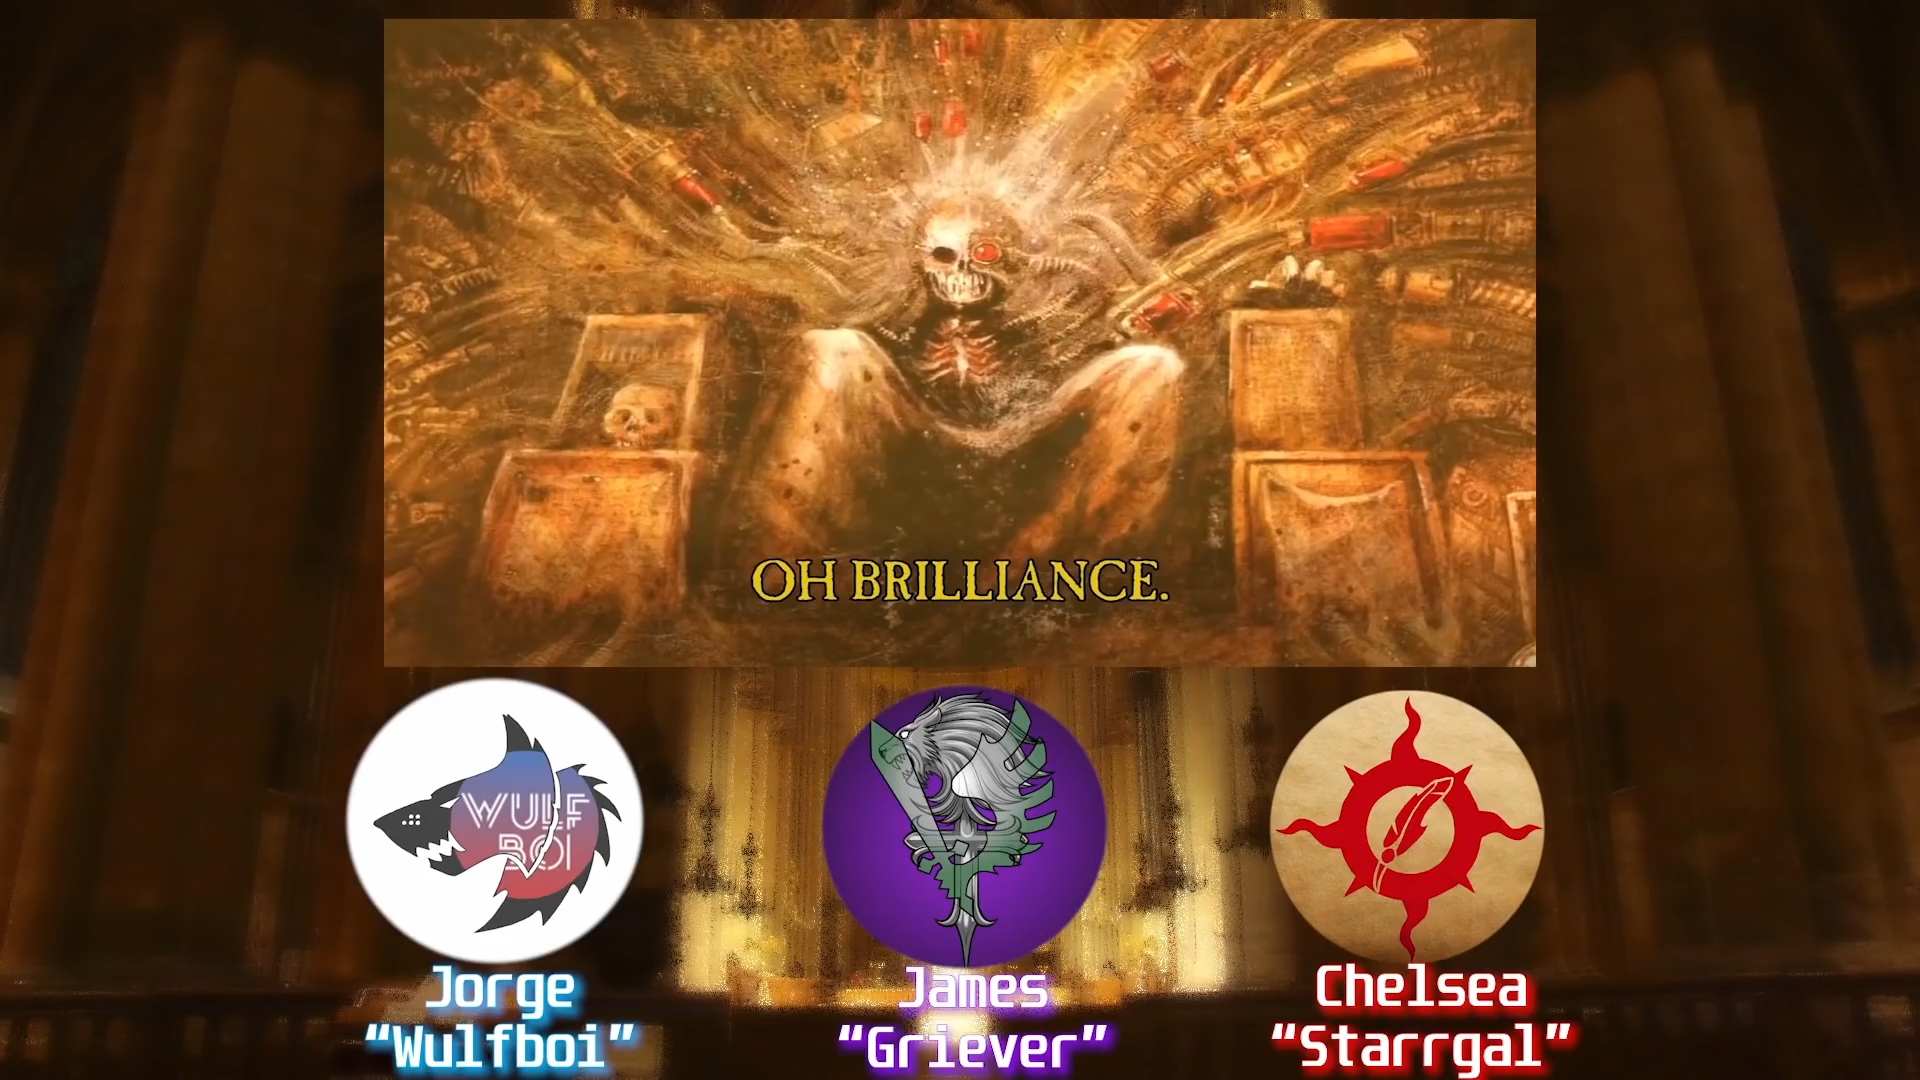 OH BRILLIANCE.
WULF
BOI
Jorge
“Wulfboi”
James
“Griever”
Chelsea
“Starrgal”